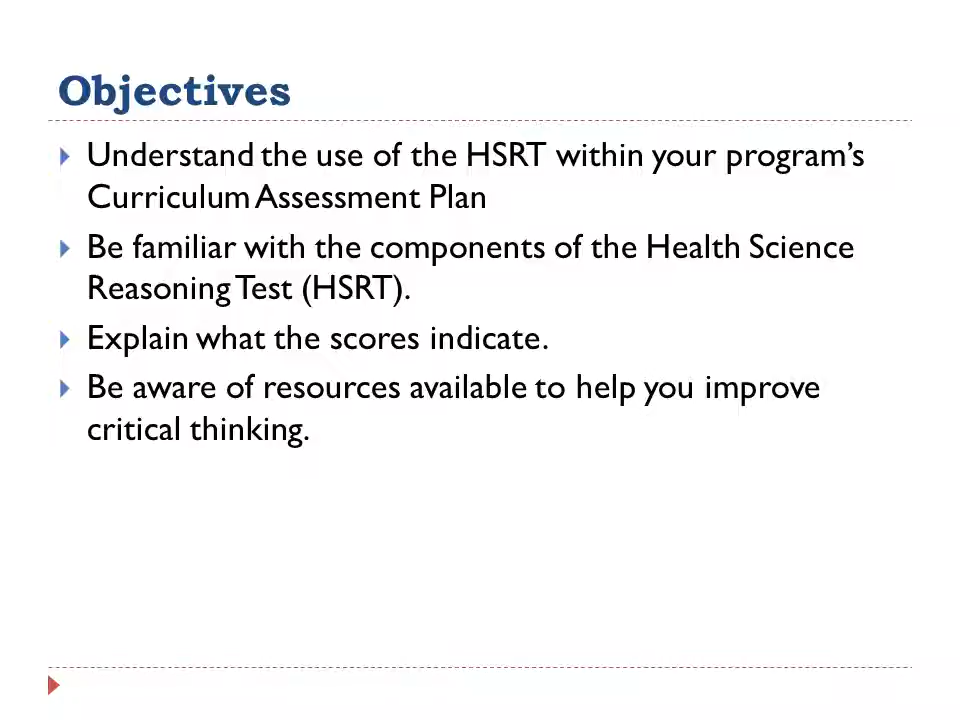 Objectives
Understand the use of the HSRT within your program’s
Curriculum Assessment Plan
Be familiar with the components of the Health Science
Reasoning Test (HSRT).
Explain what the scores indicate.
Be aware of resources available to help you improve
critical thinking.